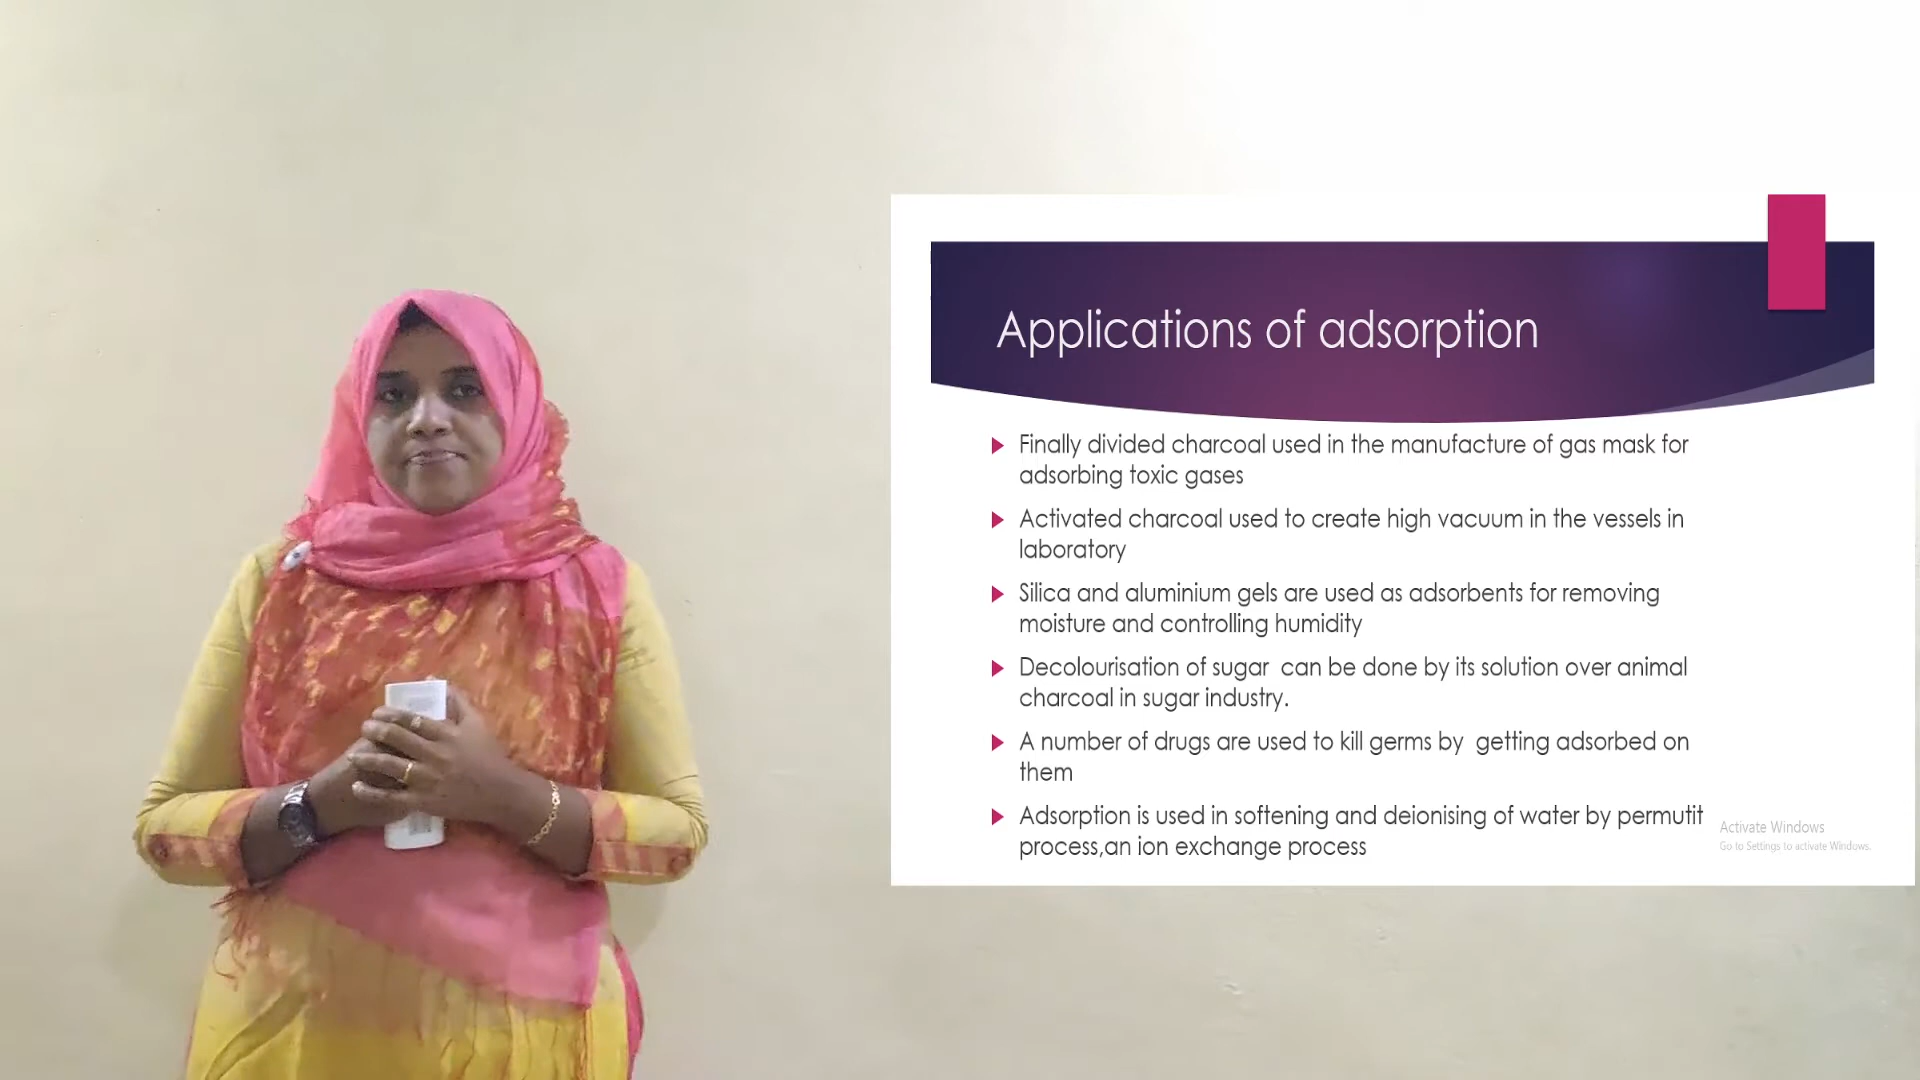 Applications of adsorption
Finally divided charcoal used in the manufacture of gas mask for
adsorbing toxic gases
Activated charcoal used to create high vacuum in the vessels in
laboratory
Silica and aluminium gels are used as adsorbents for removing
moisture and controlling humidity
Decolourisation of sugar  can be done by its solution over animal
charcoal in sugar industry.
A number of drugs are used to kill germs by  getting adsorbed on
them
Adsorption is used in softening and deionising of water by permutit
process,an ion exchange process
Activate Windows
Go to Settings to activate Windows.